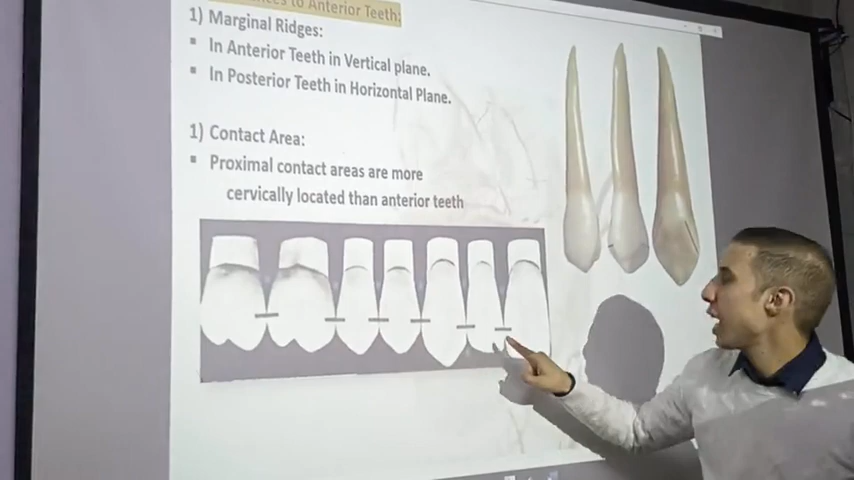 to Anterior Teeth:
1) Marginal Ridges:
▪ In Anterior Teeth in Vertical plane.
▪ In Posterior Teeth in Horizontal Plane.
1) Contact Area:
▪ Proximal contact areas are more
cervically located than anterior teeth